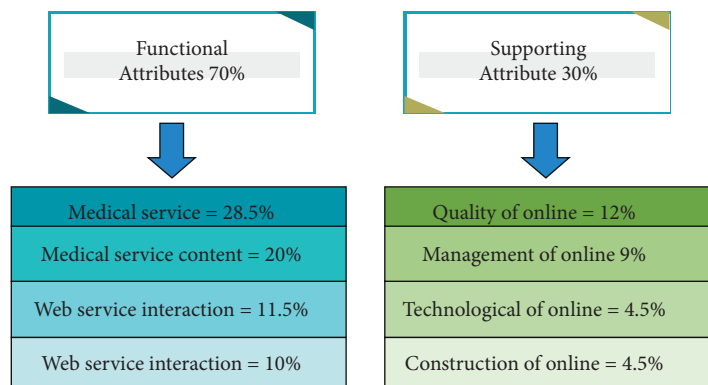 Functional
Attributes 70%
Supporting
Attribute 30%
Medical service = 28.5%
Medical service content = 20%
Web service interaction = 11.5%
Web service interaction = 10%
Quality of online = 12%
Management of online 9%
Technological of online = 4.5%
Construction of online = 4.5%